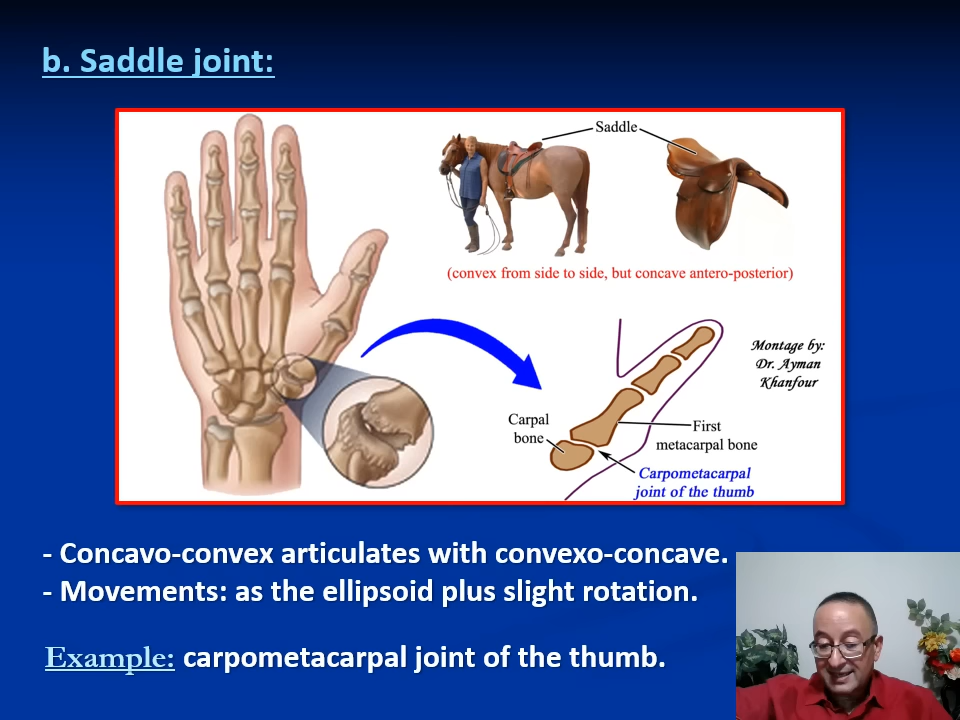 b. Saddle joint:
Saddle
(convex from side to side, but concave antero-posterior)
Montage by:
Dr. Ayman
Khanfour
Carpal
bone
First
metacarpal bone
Carpometacarpal
joint of the thumb
- Concavo-convex articulates with convexo-concave.
- Movements: as the ellipsoid plus slight rotation.
Example: carpometacarpal joint of the thumb.